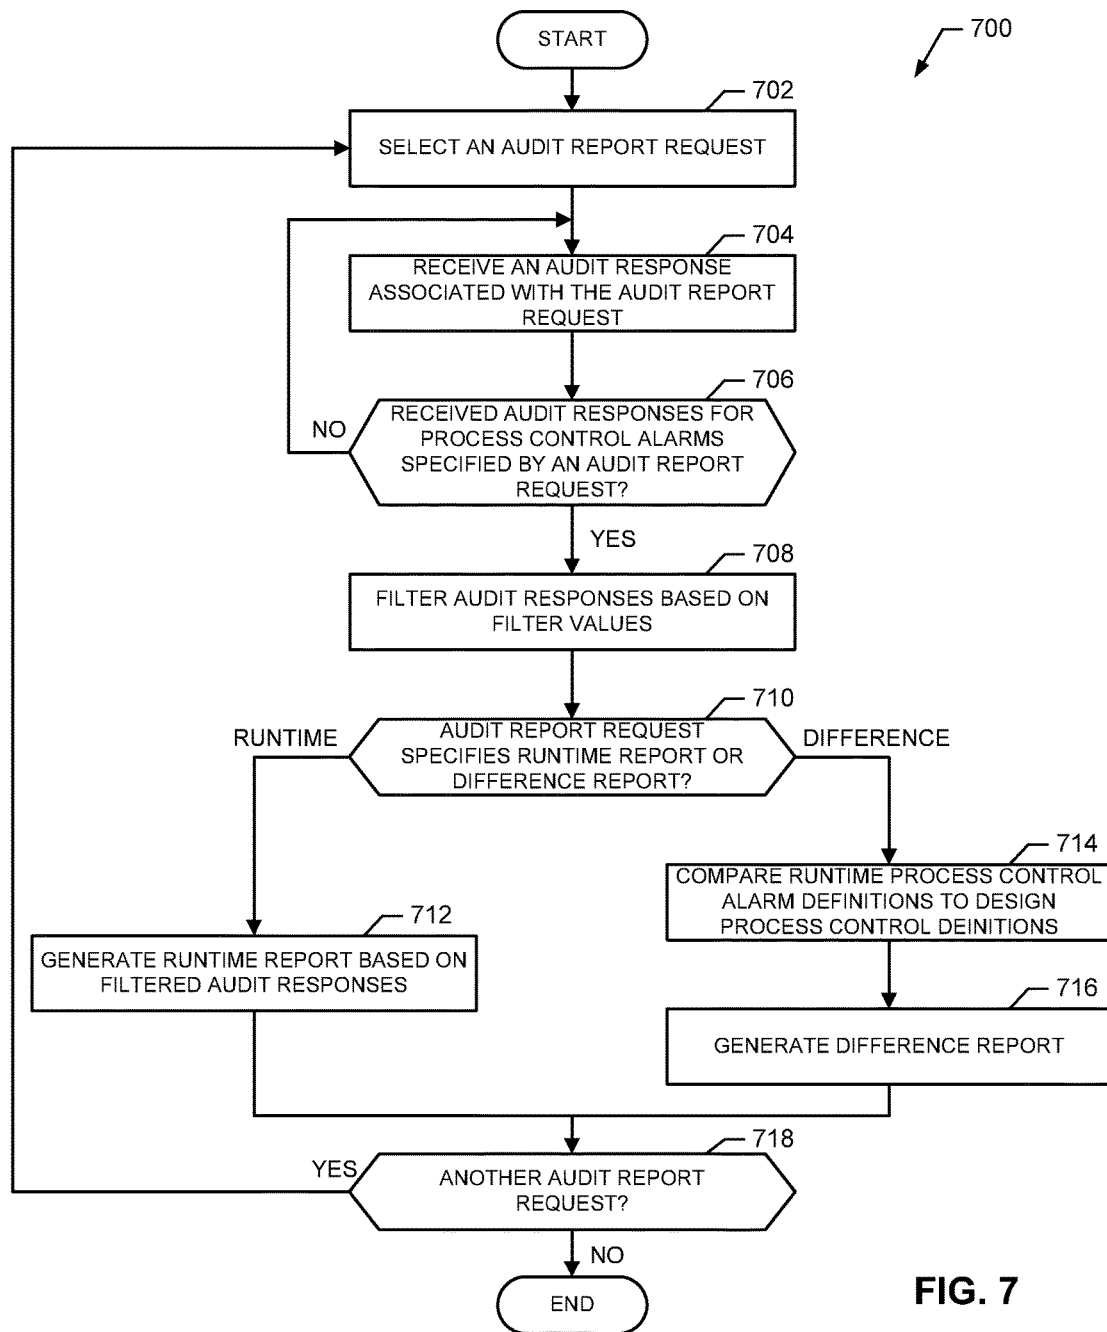 START
700
702
SELECT AN AUDIT REPORT REQUEST
704
RECEIVE AN AUDIT RESPONSE
ASSOCIATED WITH THE AUDIT REPORT
REQUEST
706
RECEIVED AUDIT RESPONSES FOR
PROCESS CONTROL ALARMS
SPECIFIED BY AN AUDIT REPORT
REQUEST?
NO
YES
708
FILTER AUDIT RESPONSES BASED ON
FILTER VALUES
710
AUDIT REPORT REQUEST
SPECIFIES RUNTIME REPORT OR
DIFFERENCE REPORT?
RUNTIME
DIFFERENCE
712
GENERATE RUNTIME REPORT BASED ON
FILTERED AUDIT RESPONSES
714
COMPARE RUNTIME PROCESS CONTROL
ALARM DEFINITIONS TO DESIGN
PROCESS CONTROL DEINITIONS
716
GENERATE DIFFERENCE REPORT
718
ANOTHER AUDIT REPORT
REQUEST?
YES
NO
END
FIG. 7